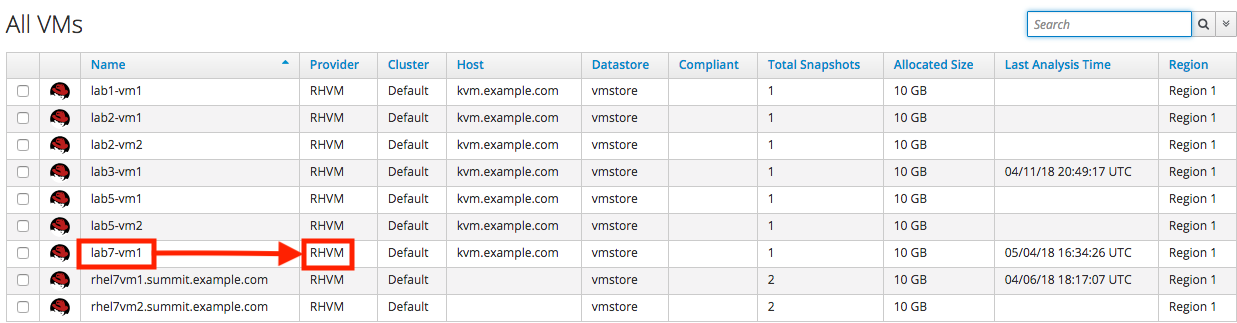 All VMs
Search
Name Provider Cluster Host Datastore Compliant Total Snapshots Allocated Size Last Analysis Time Region
lab1-vm1 RHVM Default kvm.example.com vmstore 1 10 GB Region 1
lab2-vm1 RHVM Default kvm.example.com vmstore 1 10 GB Region 1
lab2-vm2 RHVM Default kvm.example.com vmstore 1 10 GB Region 1
lab3-vm1 RHVM Default kvm.example.com vmstore 1 10 GB 04/11/18 20:49:17 UTC Region 1
lab5-vm1 RHVM Default kvm.example.com vmstore 1 10 GB Region 1
lab5-vm2 RHVM Default kvm.example.com vmstore 1 10 GB Region 1
lab7-vm1 RHVM Default kvm.example.com vmstore 1 10 GB 05/04/18 16:34:26 UTC Region 1
rhel7vm1.summit.example.com RHVM Default vmstore 2 10 GB 04/06/18 18:17:07 UTC Region 1
rhel7vm2.summit.example.com RHVM Default vmstore 2 10 GB Region 1